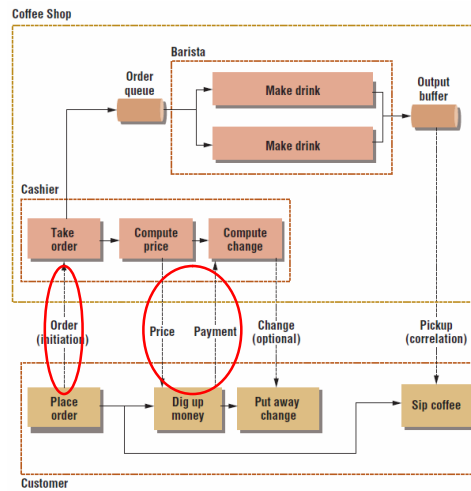 Coffee Shop
Barista
Order
queue
Make drink
Output
buffer
Make drink
Cashier
Take
order
Compute
price
Compute
change
Order
(initiation)
Price
Payment
Change
(optional)
Pickup
(correlation)
Place
order
Dig up
money
Put away
change
Sip coffee
Customer